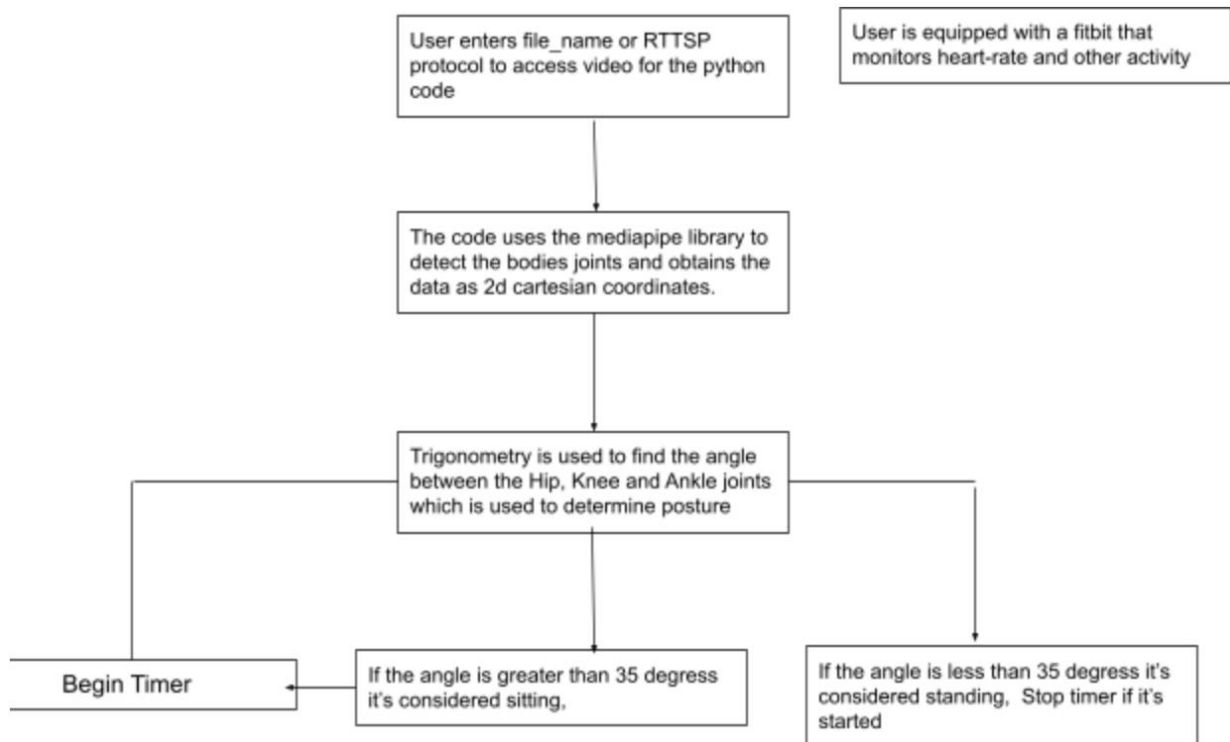 User enters file_name or RTTSP
protocol to access video for the python
code
User is equipped with a fitbit that
monitors heart-rate and other activity
The code uses the mediapipe library to
detect the bodies joints and obtains the
data as 2d cartesian coordinates.
Trigonometry is used to find the angle
between the Hip, Knee and Ankle joints
which is used to determine posture
Begin Timer
If the angle is greater than 35 degress
it's considered sitting,
If the angle is less than 35 degress it's
considered standing, Stop timer if it's
started